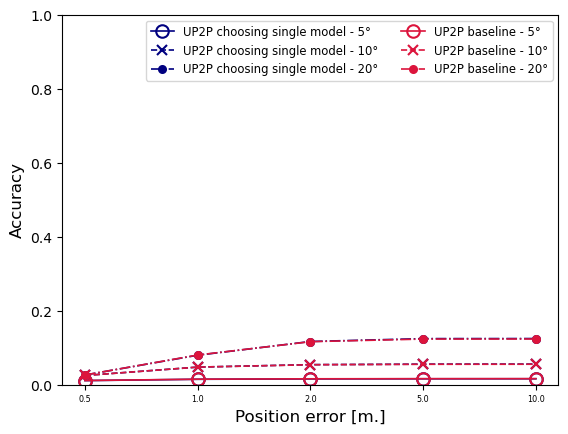 UP2P choosing single model - 5°
UP2P choosing single model - 10°
UP2P choosing single model - 20°
UP2P baseline - 5°
UP2P baseline - 10°
UP2P baseline - 20°
1.0
0.8
0.6
0.4
0.2
0.0
Accuracy
0.5 1.0 2.0 5.0 10.0
Position error [m.]